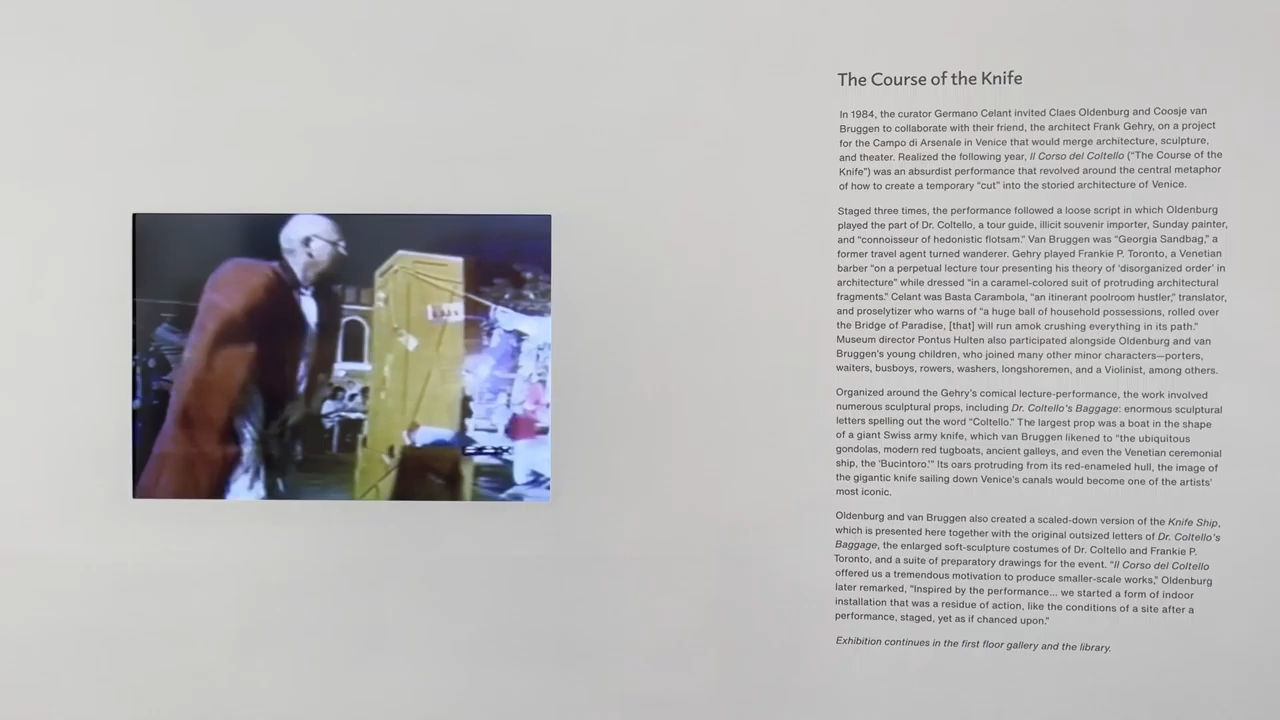 The Course of the Knife
In 1984, the curator Germano Celant invited Claes Oldenburg and Coosje van
Bruggen to collaborate with their friend, the architect Frank Gehry, on a project
for the Campo di Arsenale in Venice that would merge architecture, sculpture,
and theater. Realized the following year, Il Corso del Coltello (“The Course of the
Knife”) was an absurdist performance that revolved around the central metaphor
of how to create a temporary “cut” into the storied architecture of Venice.
Staged three times, the performance followed a loose script in which Oldenburg
played the part of Dr. Coltello, a tour guide, illicit souvenir importer, Sunday painter,
and “connoisseur of hedonistic flotsam.” Van Bruggen was “Georgia Sandbag,” a
former travel agent turned wanderer. Gehry played Frankie P. Toronto, a Venetian
barber “on a perpetual lecture tour presenting his theory of ‘disorganized order’ in
architecture” while dressed “in a caramel-colored suit of protruding architectural
fragments.” Celant was Basta Carambola, “an itinerant poolroom hustler,” translator,
and proselytizer who warns of “a huge ball of household possessions, rolled over
the Bridge of Paradise, [that] will run amok crushing everything in its path.”
Museum director Pontus Hulten also participated alongside Oldenburg and van
Bruggen’s young children, who joined many other minor characters—porters,
waiters, busboys, rowers, washers, longshoremen, and a Violinist, among others.
Organized around the Gehry’s comical lecture-performance, the work involved
numerous sculptural props, including Dr. Coltello’s Baggage: enormous sculptural
letters spelling out the word “Coltello.” The largest prop was a boat in the shape
of a giant Swiss army knife, which van Bruggen likened to “the ubiquitous
gondolas, modern red tugboats, ancient galleys, and even the Venetian ceremonial
ship, the ‘Bucintoro.’” Its oars protruding from its red-enameled hull, the image of
the gigantic knife sailing down Venice’s canals would become one of the artists’
most iconic.
Oldenburg and van Bruggen also created a scaled-down version of the Knife Ship,
which is presented here together with the original outsized letters of Dr. Coltello’s
Baggage, the enlarged soft-sculpture costumes of Dr. Coltello and Frankie P.
Toronto, and a suite of preparatory drawings for the event. “Il Corso del Coltello
offered us a tremendous motivation to produce smaller-scale works,” Oldenburg
later remarked, “Inspired by the performance... we started a form of indoor
installation that was a residue of action, like the conditions of a site after a
performance, staged, yet as if chanced upon.”
Exhibition continues in the first floor gallery and the library.